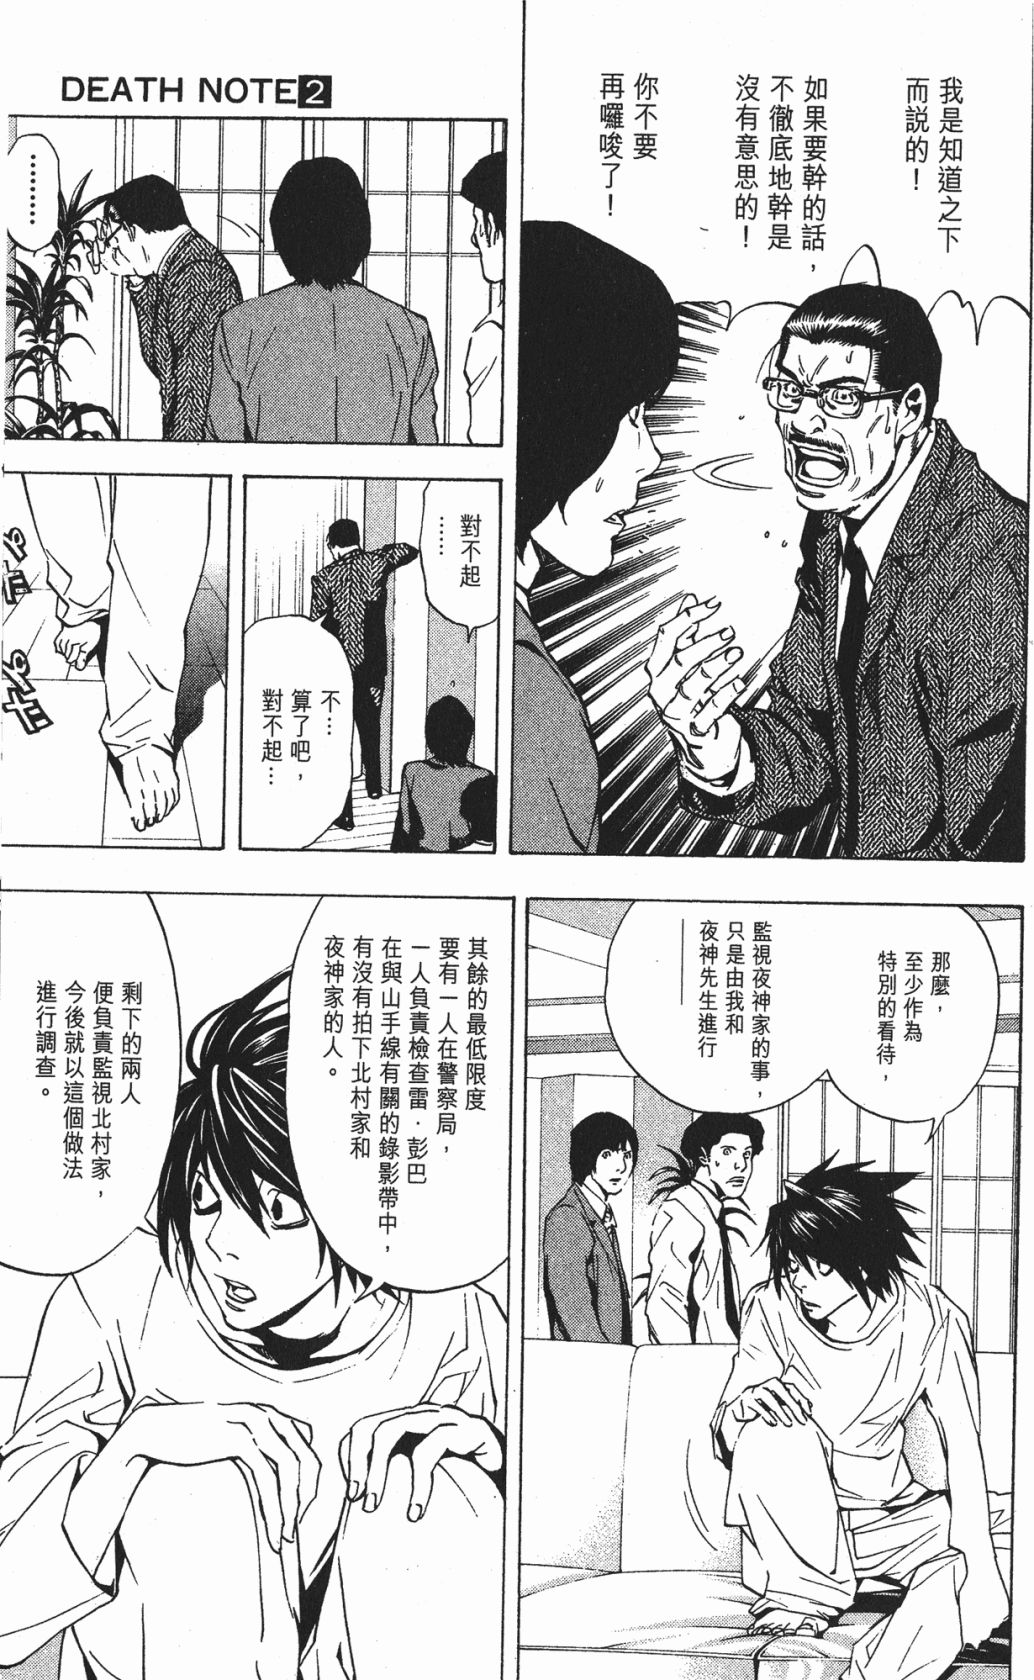 DEATH NOTE2
我是知道之下
而説的！
如果要幹的話，
不徹底地幹是
沒有意思的！
你不要
再囉唆了！
………
對不起
……
不…
算了吧，
對不起…
那麼，
至少作為
特別的看待，
監視夜神家的事，
只是由我和
夜神先生進行
——
其餘的最低限度
要有一人在警察局，
一人負責檢查雷·彭巴
在與山手線有關的錄影帶中，
有沒有拍下北村家和
夜神家的人。
剩下的兩人
便負責監視北村家，
今後就以這個做法
進行調查。